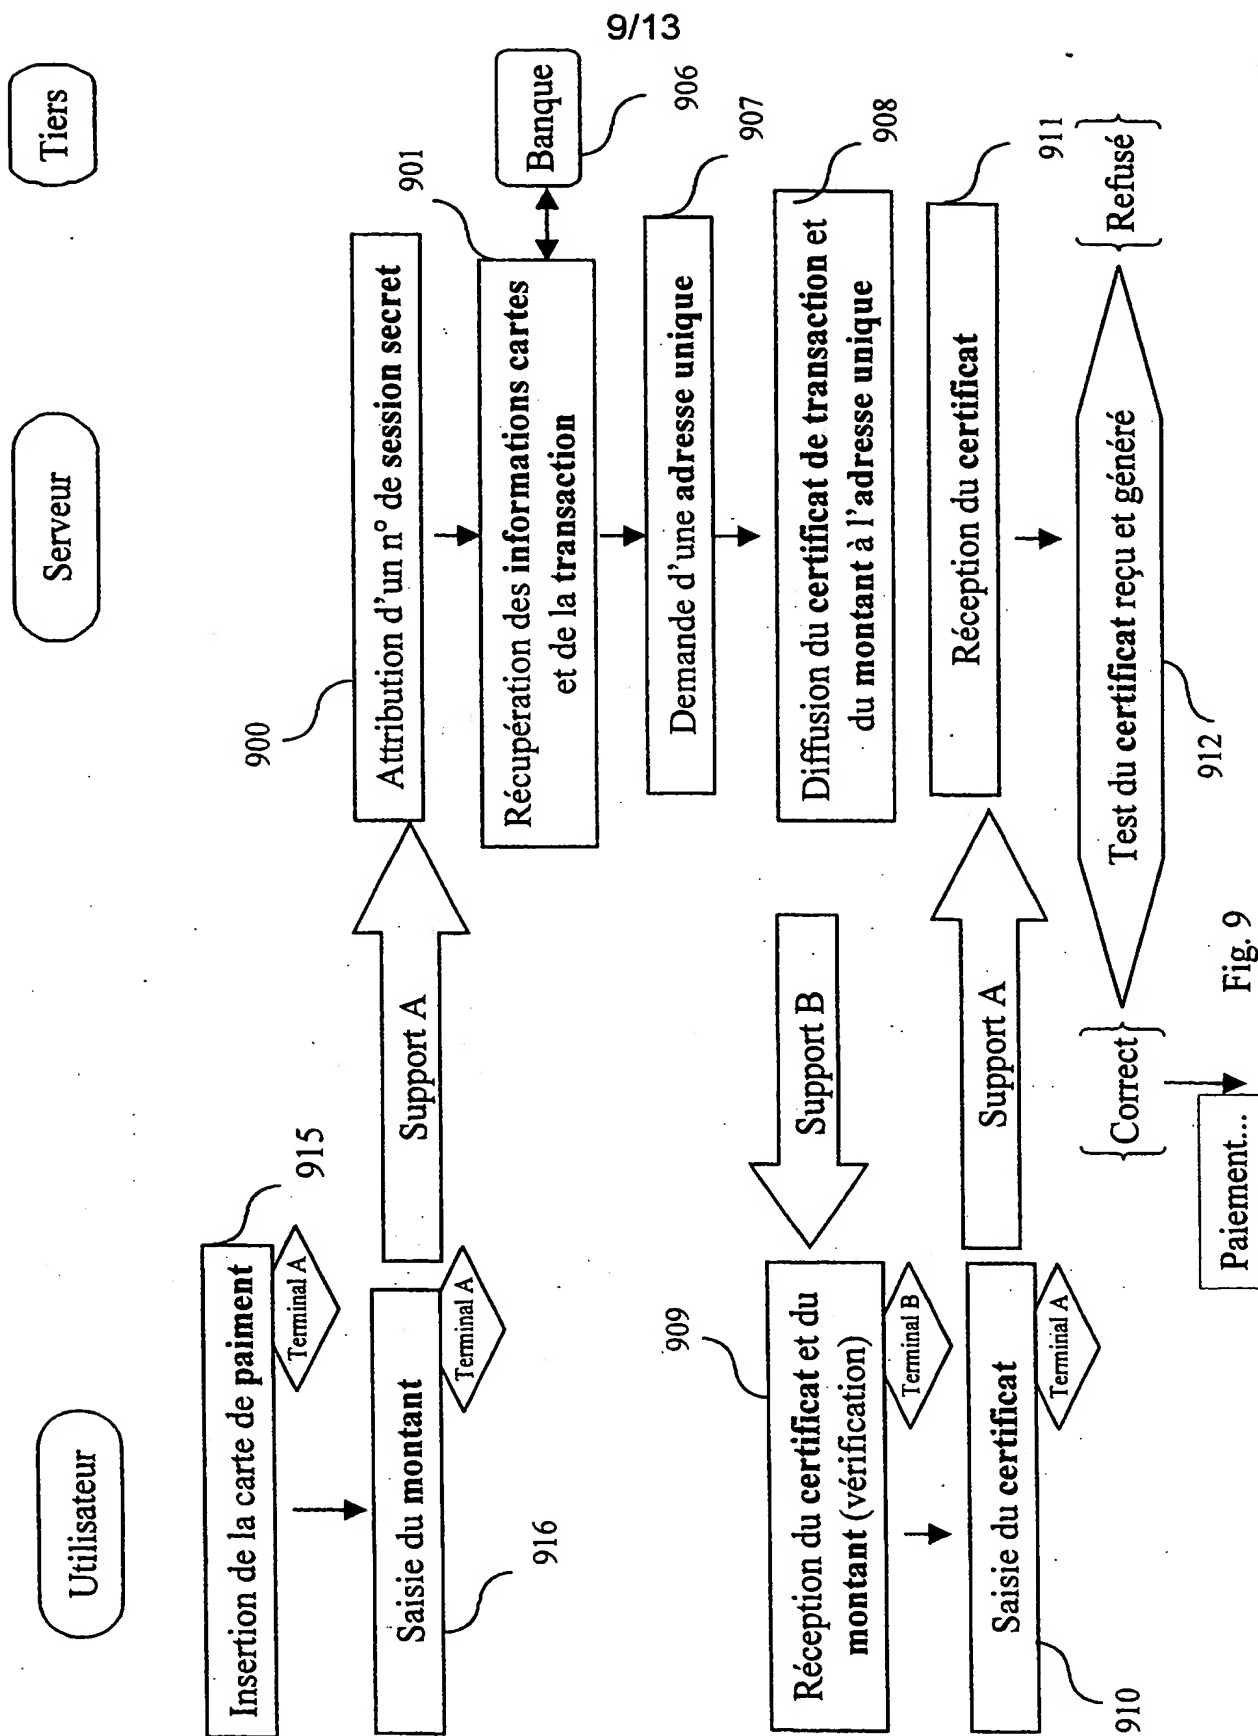 9/13
Utilisateur
Serveur
Tiers
Insertion de la carte de paiment
915
Terminal A
Saisie du montant
916
Terminal A
Support A
900
Attribution d'un n° de session secret
901
Récupération des informations cartes
et de la transaction
Banque
906
907
Demande d'une adresse unique
908
Diffusion du certificat de transaction et
du montant à l'adresse unique
Support B
909
Réception du certificat et du
montant (vérification)
Terminal B
Saisie du certificat
910
Terminal A
Support A
911
Réception du certificat
Test du certificat reçu et généré
912
Refusé
Correct
Paiement...
Fig. 9